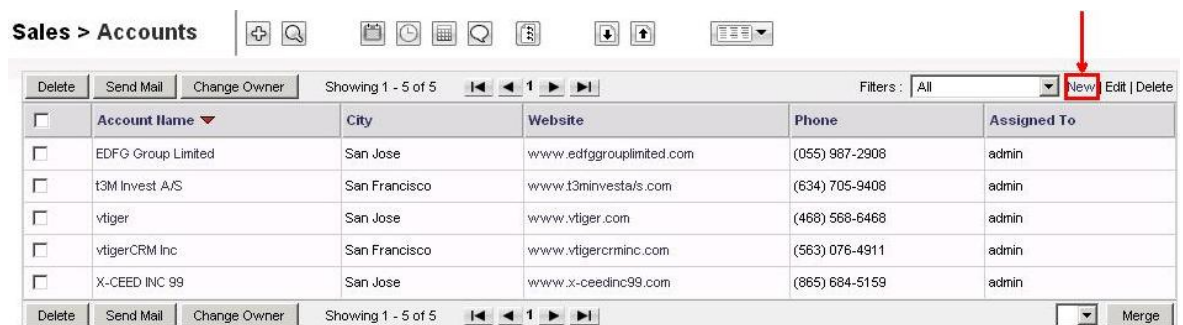 Sales > Accounts
Delete Send Mail Change Owner Showing 1 - 5 of 5 1 Filters : All New | Edit | Delete
Account Name City Website Phone Assigned To
EDFG Group Limited San Jose www.edfggrouplimited.com (055) 987-2908 admin
t3M Invest A/S San Francisco www.t3minvesta/s.com (634) 705-9408 admin
vtiger San Jose www.vtiger.com (468) 568-6468 admin
vtigerCRM Inc San Francisco www.vtigercrminc.com (563) 076-4911 admin
X-CEED INC 99 San Jose www.x-ceedinc99.com (865) 684-5159 admin
Delete Send Mail Change Owner Showing 1 - 5 of 5 1 Merge